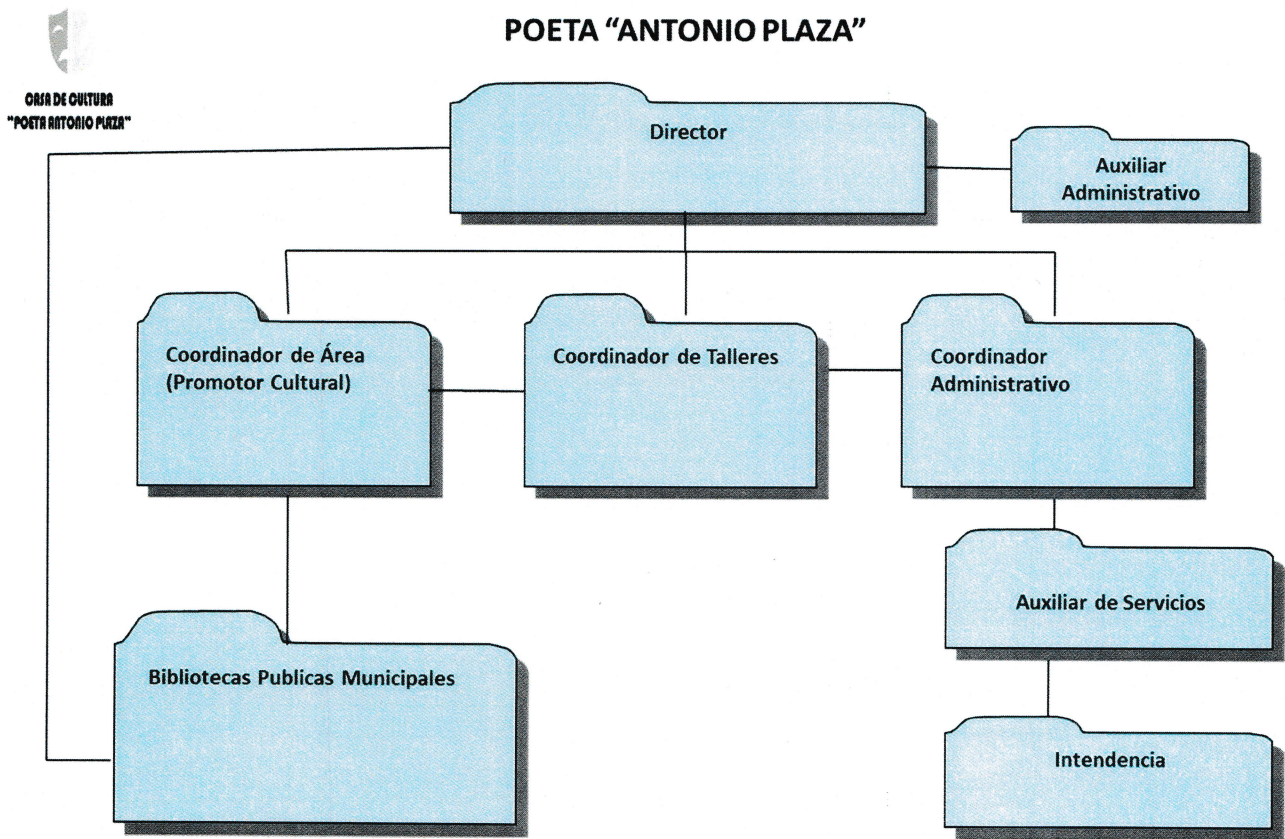 POETA “ANTONIO PLAZA”
CASA DE CULTURA
"POETA ANTONIO PLAZA"
Director
Auxiliar
Administrativo
Coordinador de Área
(Promotor Cultural)
Coordinador de Talleres
Coordinador
Administrativo
Auxiliar de Servicios
Bibliotecas Publicas Municipales
Intendencia